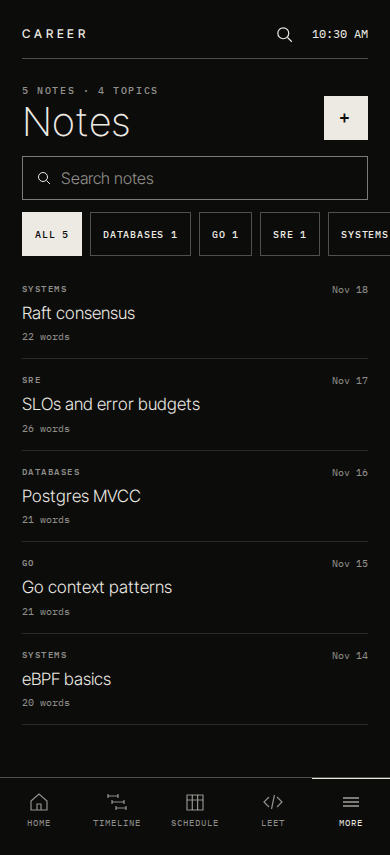 CAREER
10:30 AM
5 NOTES · 4 TOPICS
Notes
+
Search notes
ALL 5 DATABASES 1 GO 1 SRE 1 SYSTEMS
SYSTEMS Nov 18
Raft consensus
22 words
SRE Nov 17
SLOs and error budgets
26 words
DATABASES Nov 16
Postgres MVCC
21 words
GO Nov 15
Go context patterns
21 words
SYSTEMS Nov 14
eBPF basics
20 words
HOME TIMELINE SCHEDULE LEET MORE